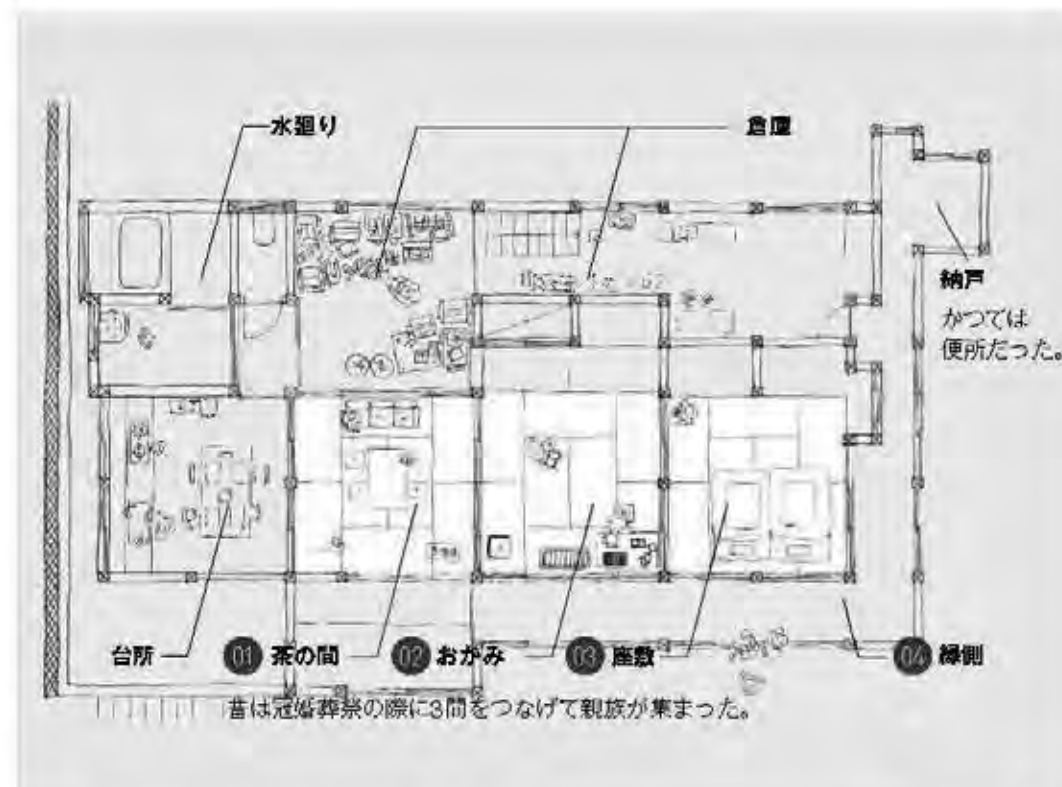 水廻り
倉庫
納戸
かつては
便所だった。
台所
01 茶の間
02 おかみ
03 座敷
04 縁側
昔は冠婚葬祭の際に3間をつなげて親族が集まった。